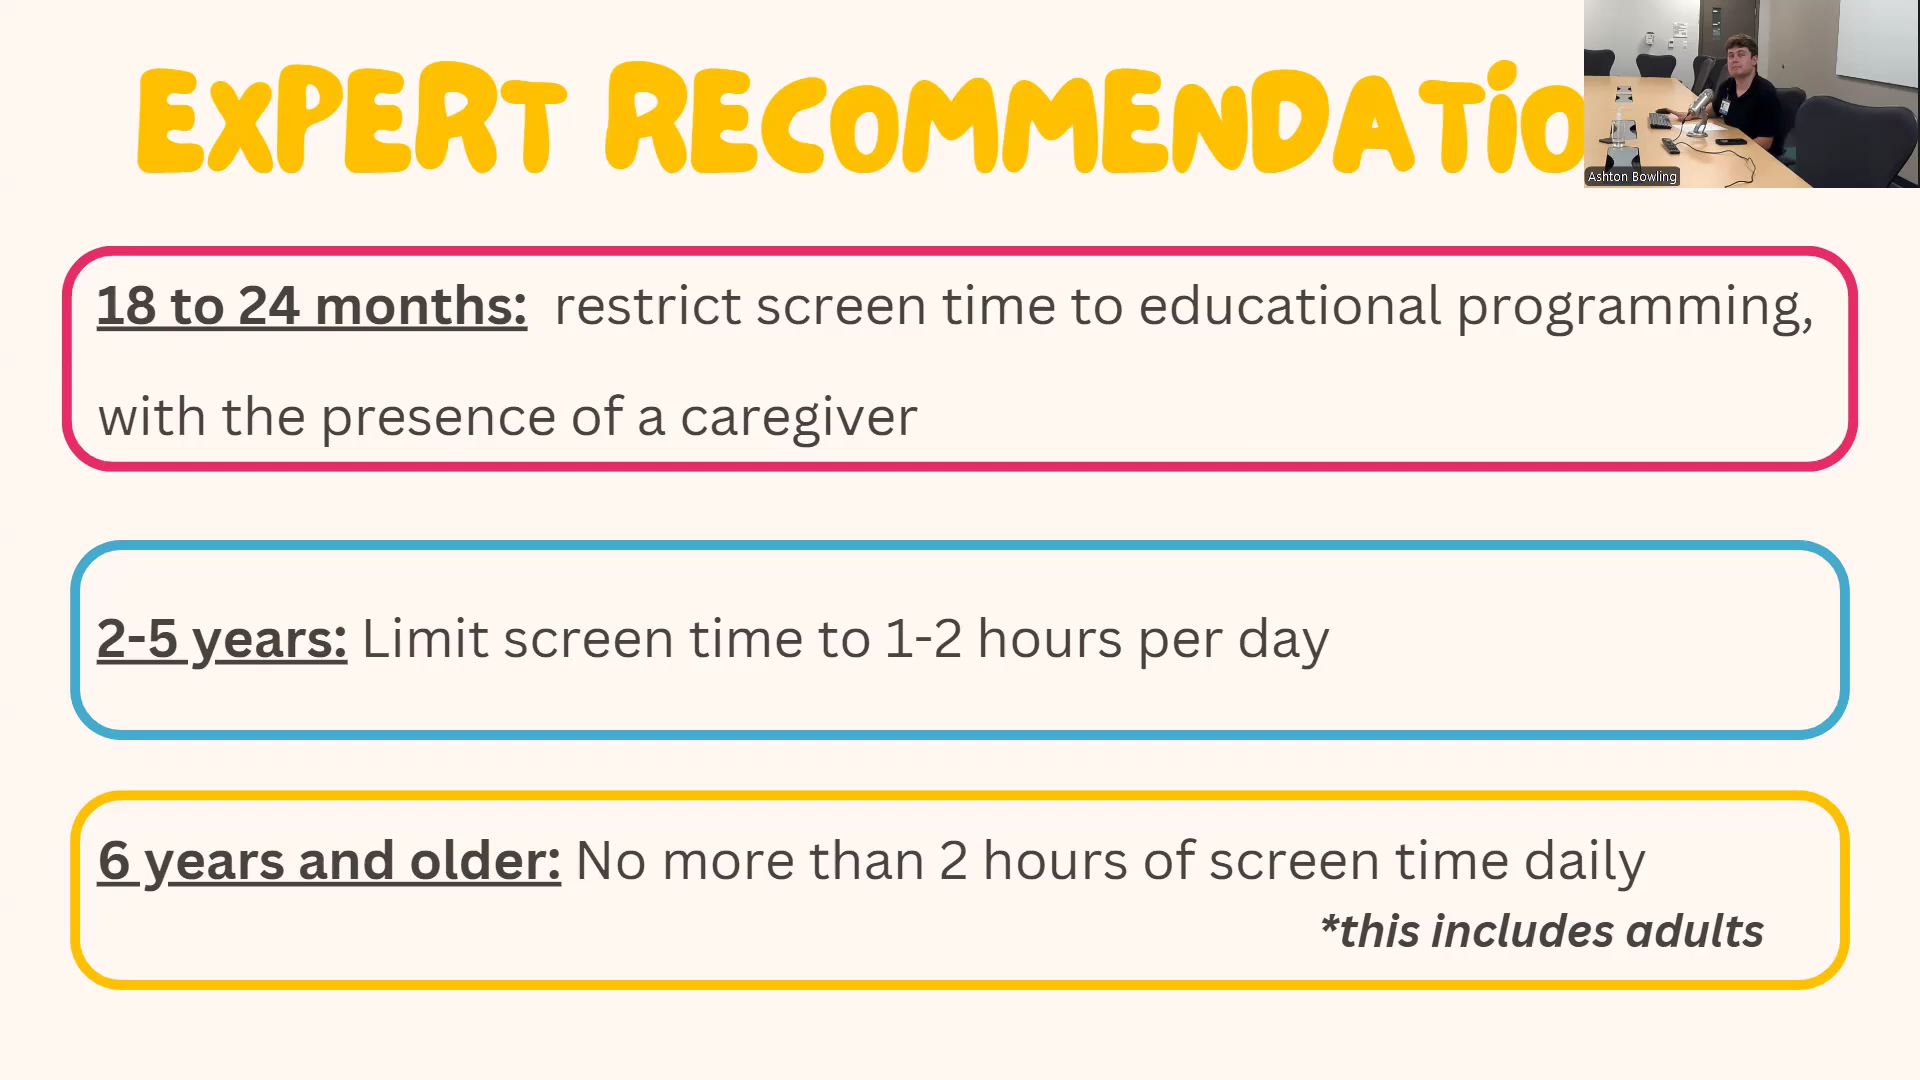 EXPERT RECOMMENDATIO
Ashton Bowling
18 to 24 months: restrict screen time to educational programming,
with the presence of a caregiver
2-5 years: Limit screen time to 1-2 hours per day
6 years and older: No more than 2 hours of screen time daily
*this includes adults